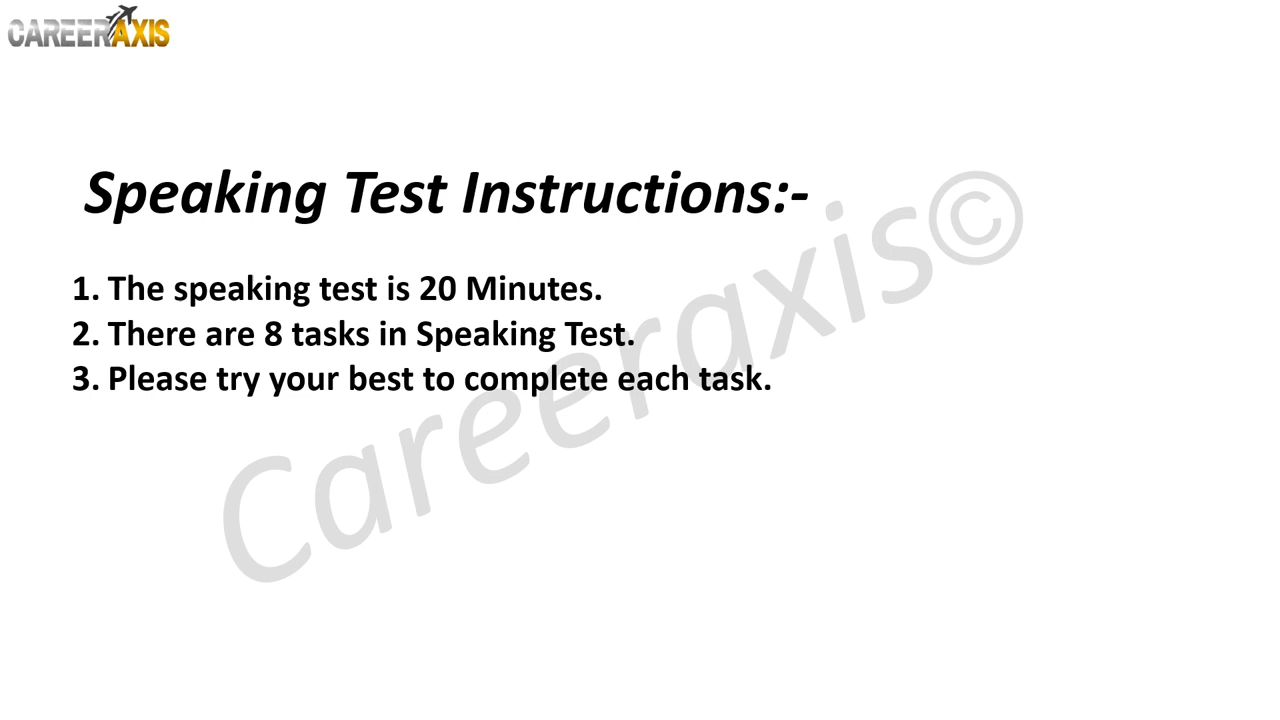 CAREERAXIS
Speaking Test Instructions:-
1. The speaking test is 20 Minutes.
2. There are 8 tasks in Speaking Test.
3. Please try your best to complete each task.
Careeraxis©